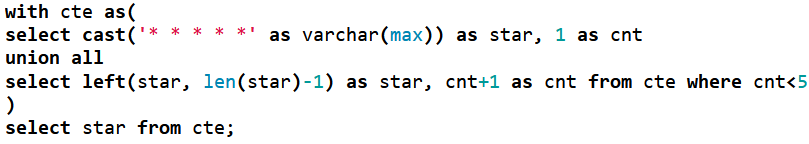 with cte as(
select cast('* * * * *' as varchar(max)) as star, 1 as cnt
union all
select left(star, len(star)-1) as star, cnt+1 as cnt from cte where cnt<5
)
select star from cte;